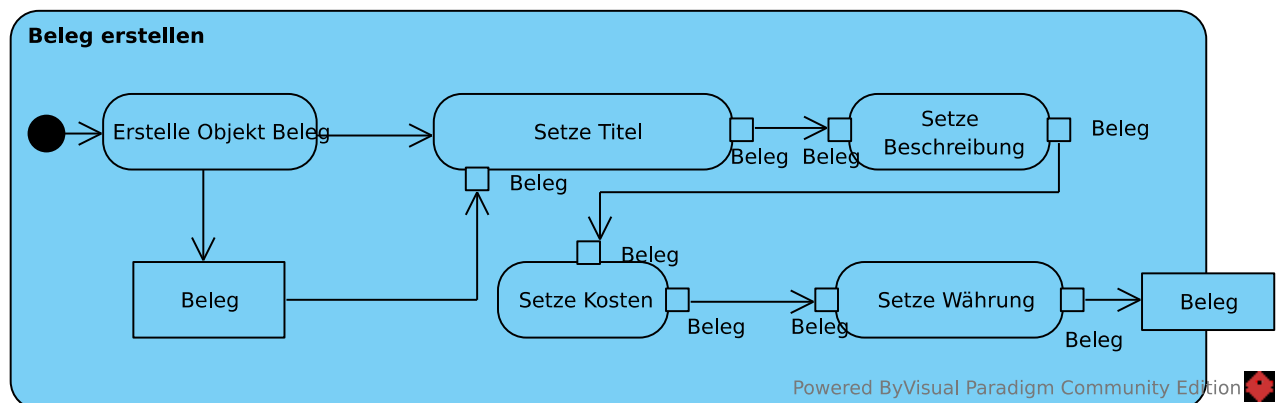 Beleg erstellen
Erstelle Objekt Beleg
Setze Titel
Setze
Beschreibung
Beleg
Beleg
Beleg
Beleg
Beleg
Beleg
Setze Kosten
Setze Währung
Beleg
Beleg
Beleg
Beleg
Powered ByVisual Paradigm Community Edition